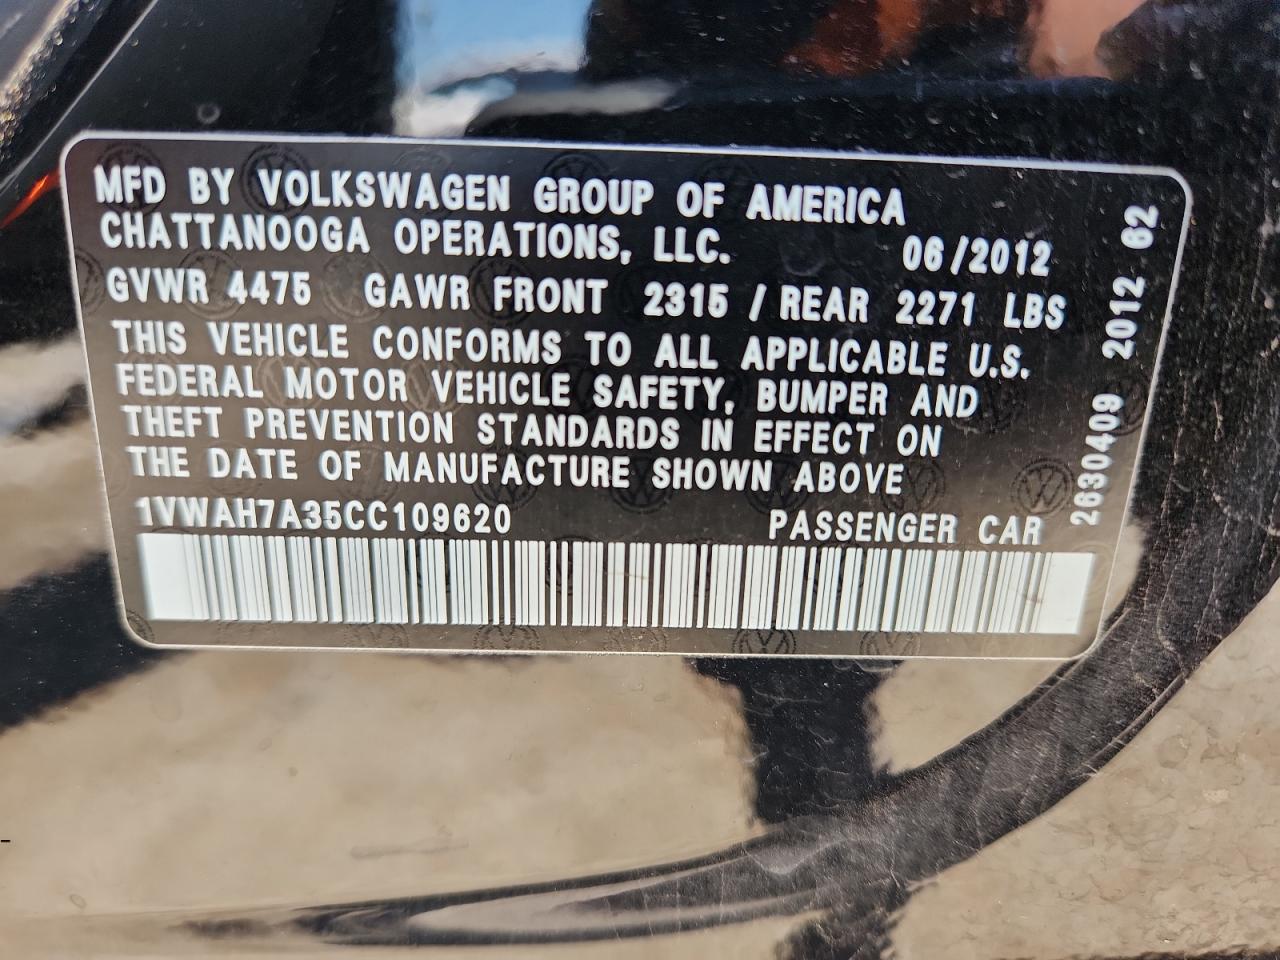 MFD BY VOLKSWAGEN GROUP OF AMERICA
CHATTANOOGA OPERATIONS, LLC. 06/2012
GVWR 4475 GAWR FRONT 2315 / REAR 2271 LBS
THIS VEHICLE CONFORMS TO ALL APPLICABLE U.S.
FEDERAL MOTOR VEHICLE SAFETY, BUMPER AND
THEFT PREVENTION STANDARDS IN EFFECT ON
THE DATE OF MANUFACTURE SHOWN ABOVE
1VWAH7A35CC109620 PASSENGER CAR
2630409 2012 62